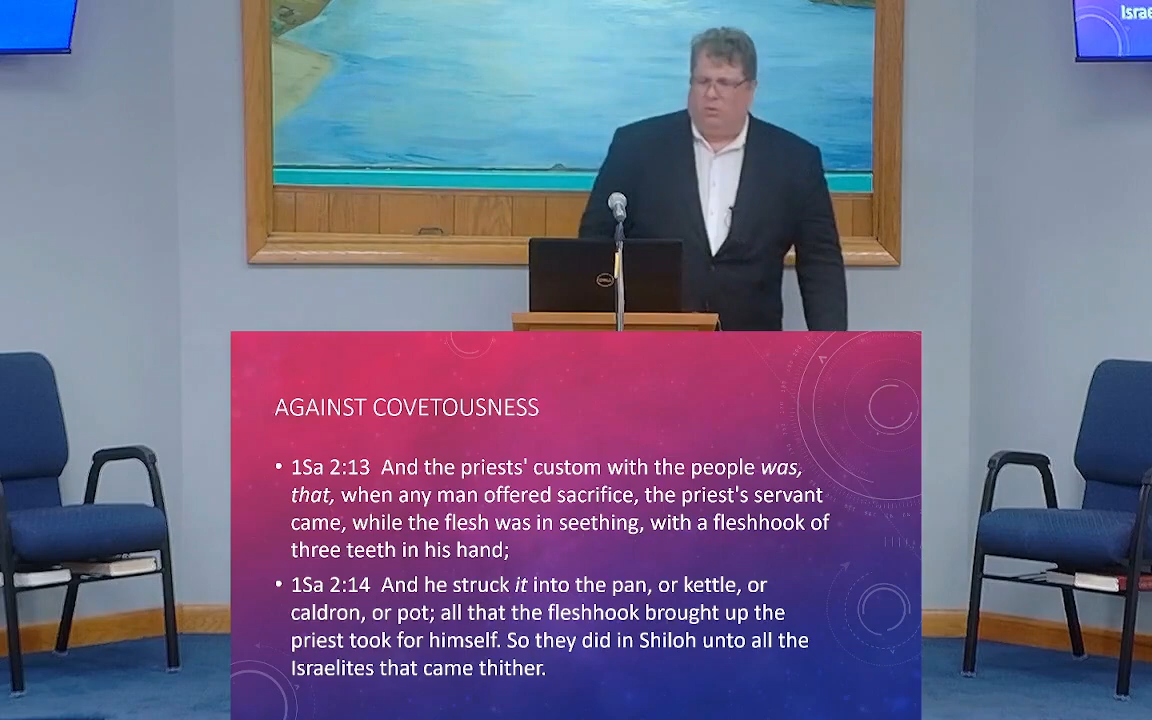 Israe
AGAINST COVETOUSNESS
• 1Sa 2:13 And the priests' custom with the people was,
that, when any man offered sacrifice, the priest's servant
came, while the flesh was in seething, with a fleshhook of
three teeth in his hand;
• 1Sa 2:14 And he struck it into the pan, or kettle, or
caldron, or pot; all that the fleshhook brought up the
priest took for himself. So they did in Shiloh unto all the
Israelites that came thither.